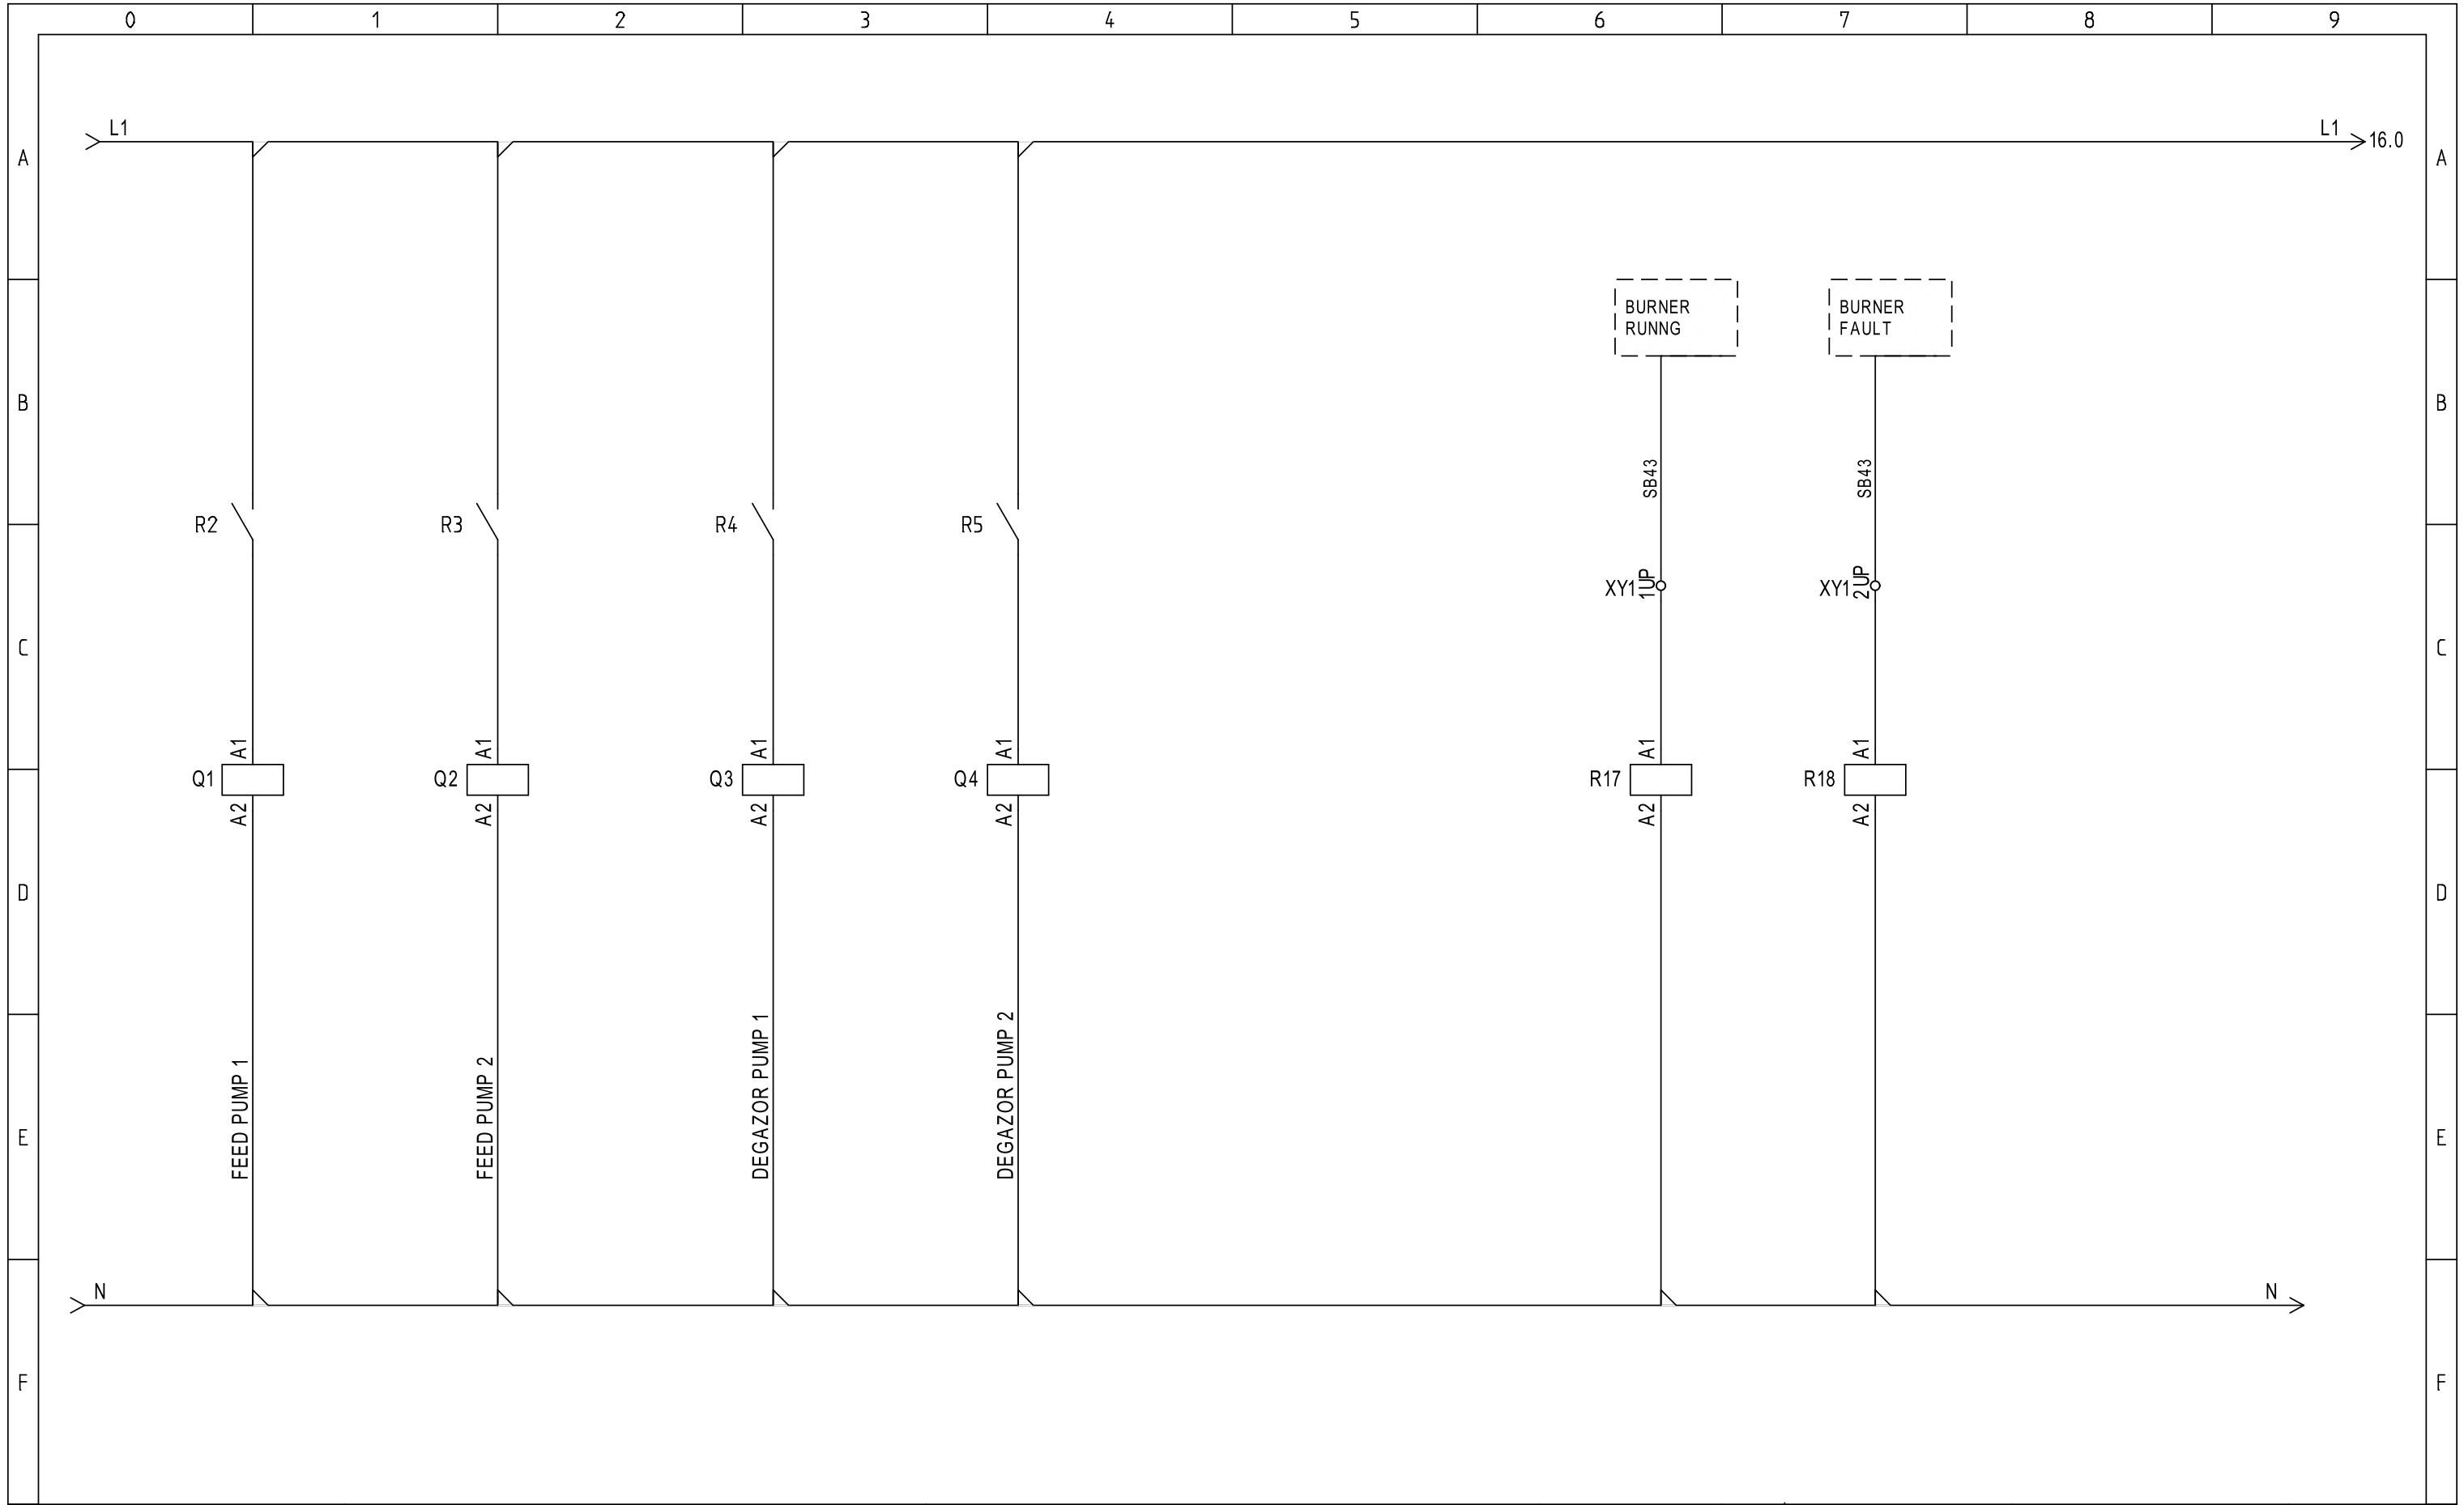 0 1 2 3 4 5 6 7 8 9
L1 L1
16.0
A A
BURNER
RUNNG
BURNER
FAULT
B B
SB43 SB43
R2 R3 R4 R5
XY1 1UP XY1 2UP
C C
A1 A1 A1 A1 A1 A1
Q1 Q2 Q3 Q4 R17 R18
A2 A2 A2 A2 A2 A2
D D
FEED PUMP 1
FEED PUMP 2
DEGAZOR PUMP 1
DEGAZOR PUMP 2
E E
N N
F F